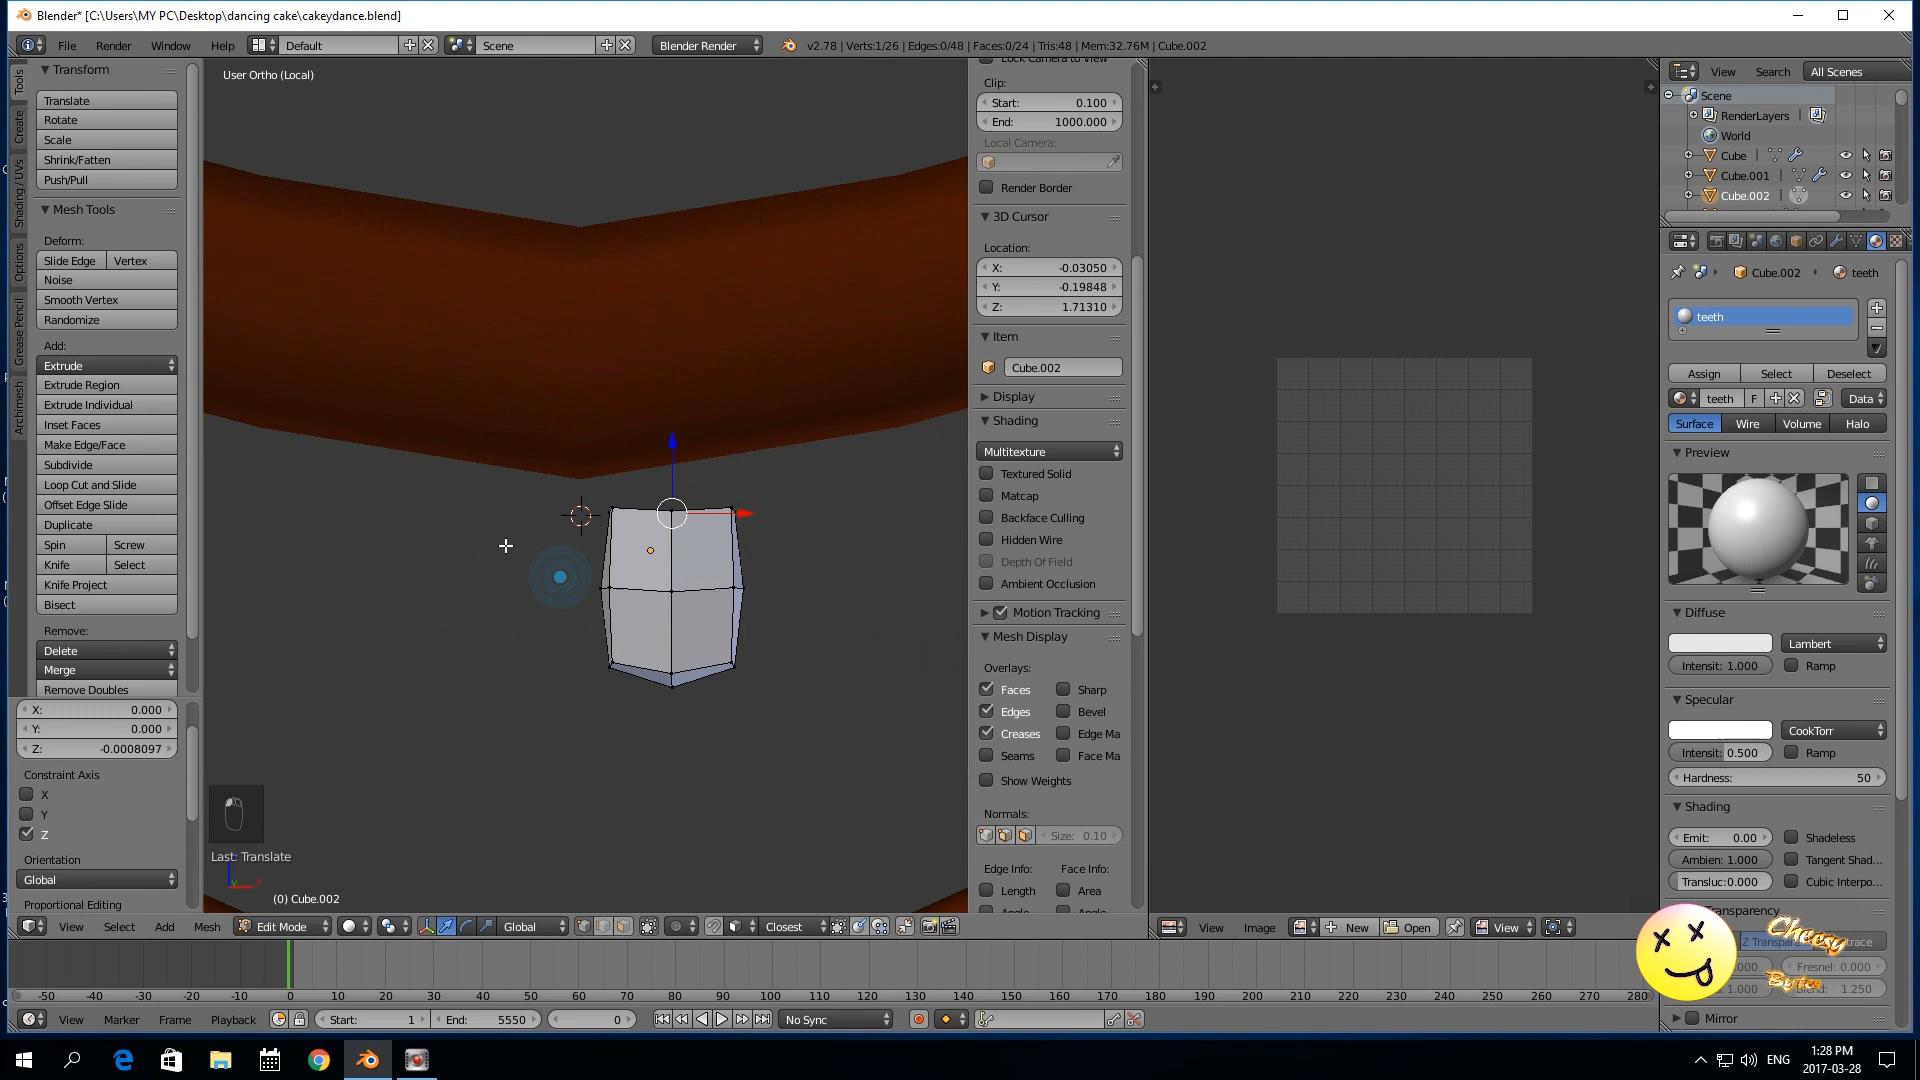 Blender* [C:\Users\MY PC\Desktop\dancing cake\cakeydance.blend]
File Render Window Help Default Scene Blender Render v2.78 | Verts:1/26 | Edges:0/48 | Faces:0/24 | Tris:48 | Mem:32.76M | Cube.002
Tools
Create
Shading / UVs
Options
Grease Pencil
Archimesh
Transform
Translate
Rotate
Scale
Shrink/Fatten
Push/Pull
Mesh Tools
Deform:
Slide Edge Vertex
Noise
Smooth Vertex
Randomize
Add:
Extrude
Extrude Region
Extrude Individual
Inset Faces
Make Edge/Face
Subdivide
Loop Cut and Slide
Offset Edge Slide
Duplicate
Spin Screw
Knife Select
Knife Project
Bisect
Remove:
Delete
Merge
Remove Doubles
X: 0.000
Y: 0.000
Z: -0.0008097
Constraint Axis
X
Y
Z
Orientation
Global
Proportional Editing
User Ortho (Local)
Last: Translate
(0) Cube.002
Lock Camera to View
Clip:
Start: 0.100
End: 1000.000
Local Camera:
Render Border
3D Cursor
Location:
X: -0.03050
Y: -0.19848
Z: 1.71310
Item
Cube.002
Display
Shading
Multitexture
Textured Solid
Matcap
Backface Culling
Hidden Wire
Depth Of Field
Ambient Occlusion
Motion Tracking
Mesh Display
Overlays:
Faces Sharp
Edges Bevel
Creases Edge Ma
Seams Face Ma
Show Weights
Normals:
Size: 0.10
Edge Info: Face Info:
Length Area
View Search All Scenes
Scene
RenderLayers
World
Cube
Cube.001
Cube.002
Cube.002 teeth
teeth
Assign Select Deselect
teeth F Data
Surface Wire Volume Halo
Preview
Diffuse
Lambert
Intensit: 1.000 Ramp
Specular
CookTorr
Intensit: 0.500 Ramp
Hardness: 50
Shading
Emit: 0.00 Shadeless
Ambien: 1.000 Tangent Shad...
Transluc:0.000 Cubic Interpo...
Transparency
Z Transpare
Fresnel: 0.000
Blend: 1.250
Mirror
Cheesy
Bytes
View Select Add Mesh Edit Mode Global Closest
View Image New Open View
-50 -40 -30 -20 -10 0 10 20 30 40 50 60 70 80 90 100 110 120 130 140 150 160 170 180 190 200 210 220 230 240 250 260 270 280
View Marker Frame Playback Start: 1 End: 5550 0 No Sync
ENG
1:28 PM
2017-03-28